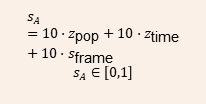 s_A
= 10 · z_pop + 10 · z_time
+ 10 · s_frame
s_A ∈ [0,1]